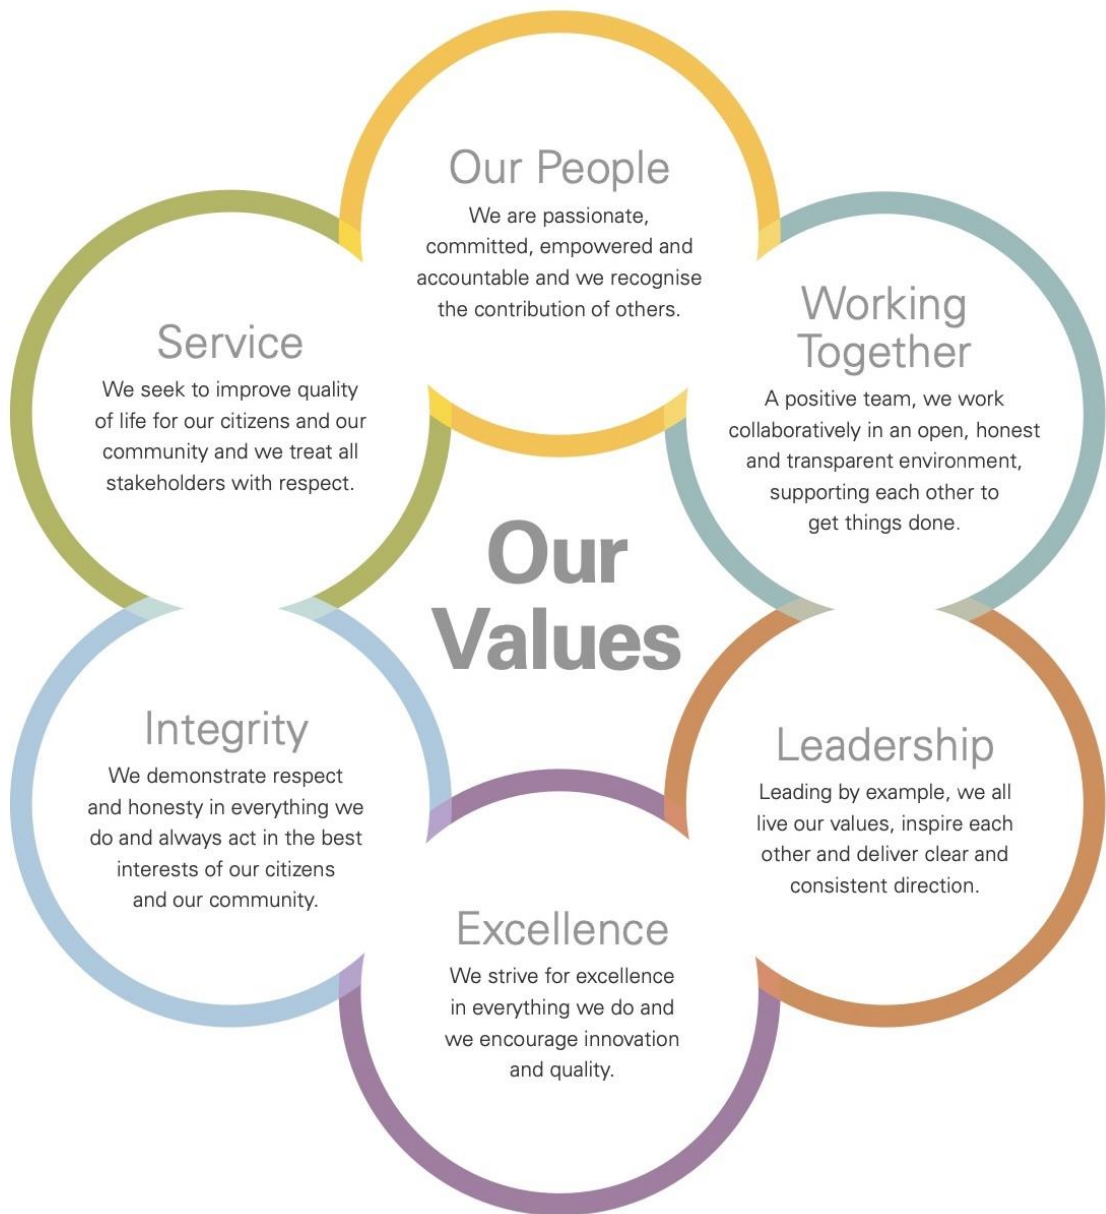 Our People
We are passionate,
committed, empowered and
accountable and we recognise
the contribution of others.
Working
Together
A positive team, we work
collaboratively in an open, honest
and transparent environment,
supporting each other to
get things done.
Leadership
Leading by example, we all
live our values, inspire each
other and deliver clear and
consistent direction.
Excellence
We strive for excellence
in everything we do and
we encourage innovation
and quality.
Integrity
We demonstrate respect
and honesty in everything we
do and always act in the best
interests of our citizens
and our community.
Service
We seek to improve quality
of life for our citizens and our
community and we treat all
stakeholders with respect.
Our
Values